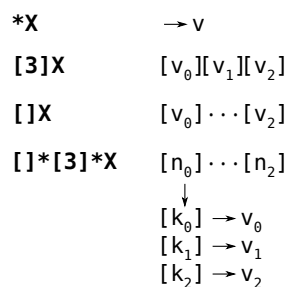 *X → v
[3]X [v₀][v₁][v₂]
[]X [v₀]···[v₂]
[]*[3]*X [n₀]···[n₂]
↓
[k₀] → v₀
[k₁] → v₁
[k₂] → v₂